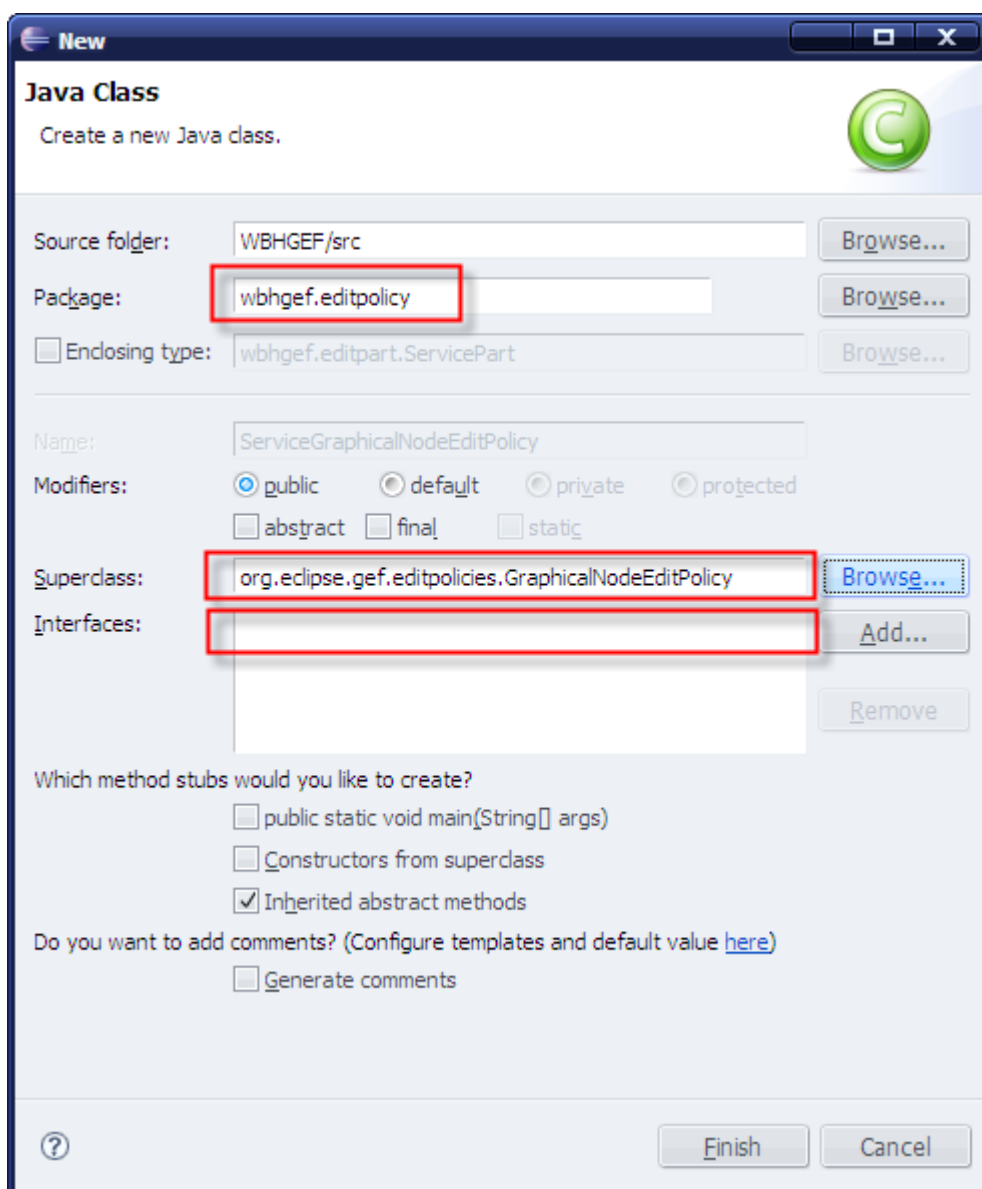 New
Java Class
Create a new Java class.
C
Source folder: WBHGEF/src Browse...
Package: wbhgef.editpolicy Browse...
Enclosing type: wbhgef.editpart.ServicePart Browse...
Name: ServiceGraphicalNodeEditPolicy
Modifiers: public default private protected
abstract final static
Superclass: org.eclipse.gef.editpolicies.GraphicalNodeEditPolicy Browse...
Interfaces: Add...
Remove
Which method stubs would you like to create?
public static void main(String[] args)
Constructors from superclass
Inherited abstract methods
Do you want to add comments? (Configure templates and default value here)
Generate comments
? Finish Cancel